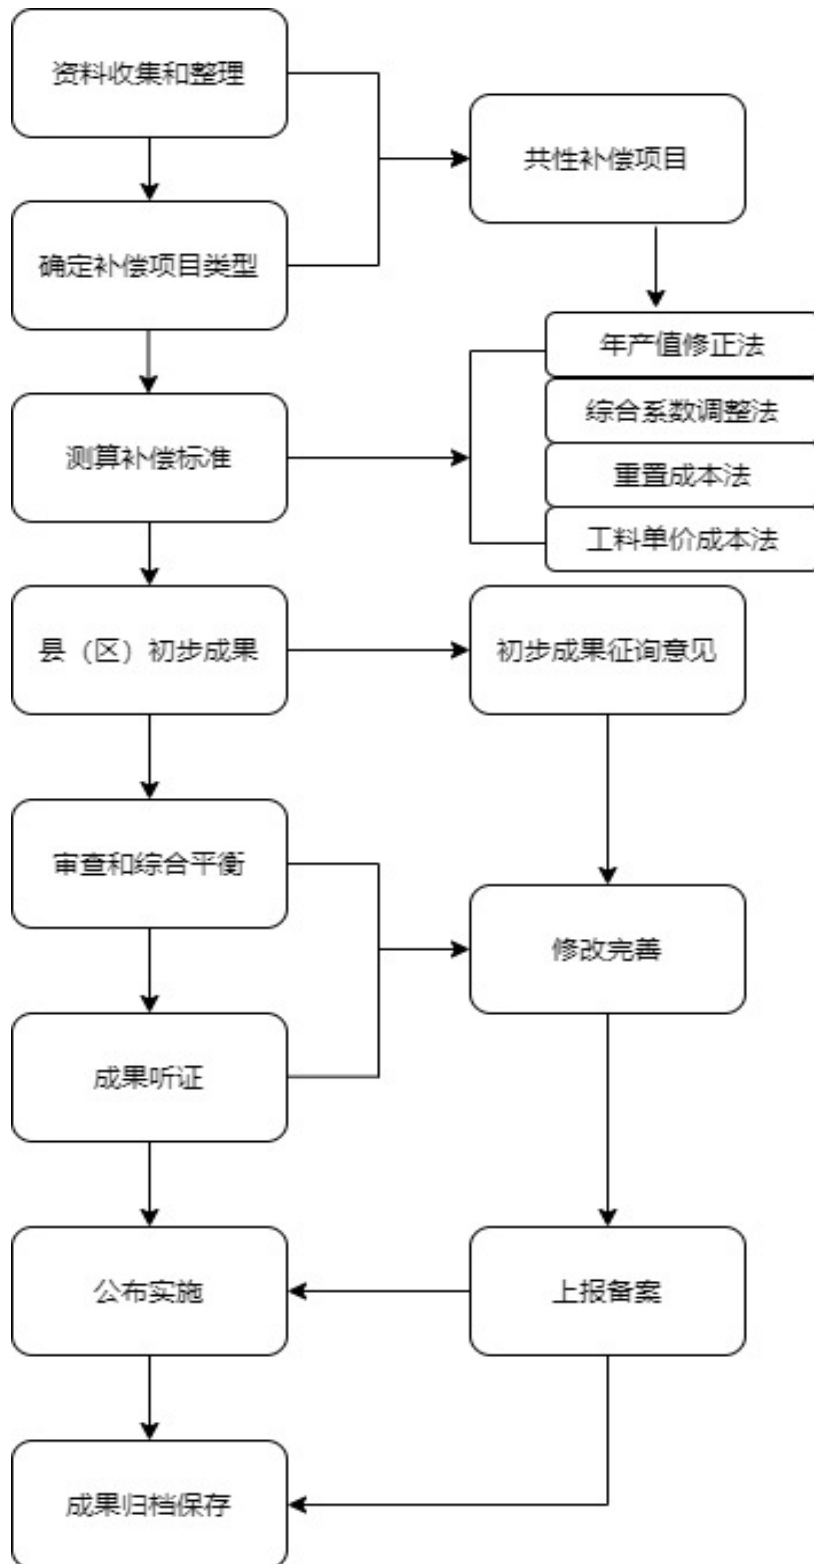 资料收集和整理
共性补偿项目
确定补偿项目类型
年产值修正法
综合系数调整法
测算补偿标准
重置成本法
工料单价成本法
县（区）初步成果
初步成果征询意见
审查和综合平衡
修改完善
成果听证
公布实施
上报备案
成果归档保存